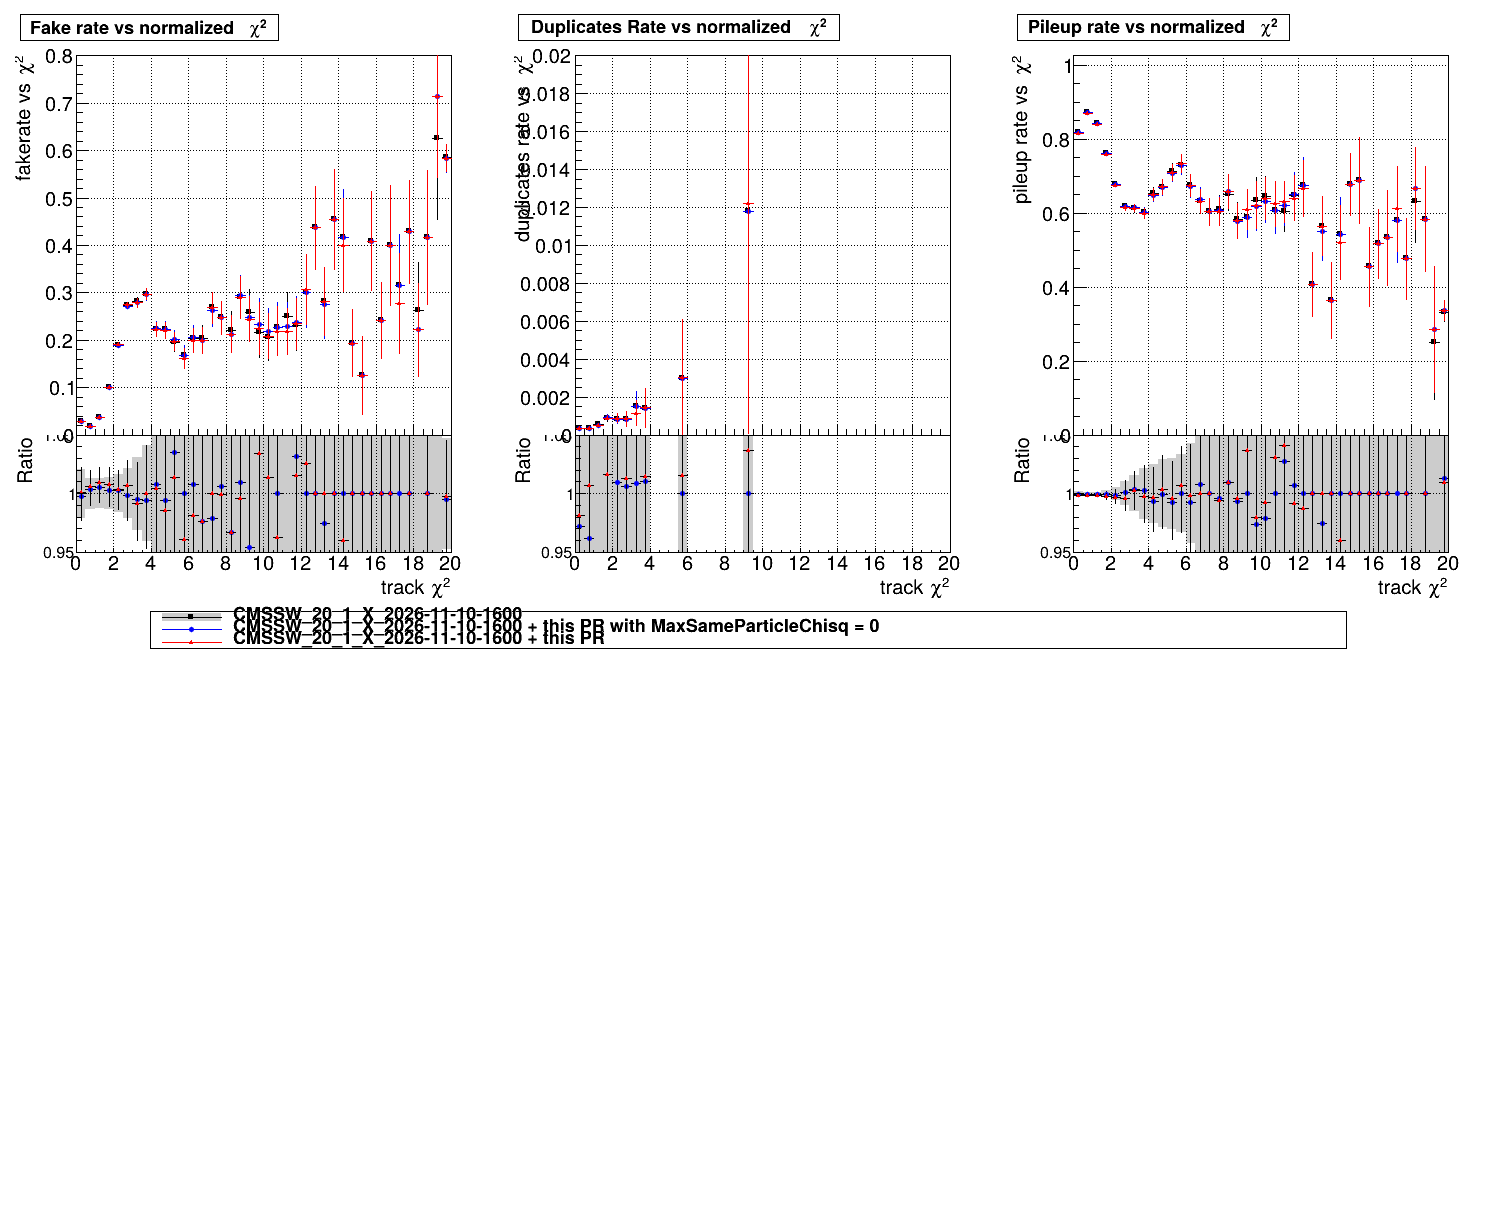 Fake rate vs normalized χ²
fakerate vs χ²
0.8
0.7
0.6
0.5
0.4
0.3
0.2
0.1
0
Ratio
1
0.95
0 2 4 6 8 10 12 14 16 18 20
track χ²
Duplicates Rate vs normalized χ²
duplicates rate vs χ²
0.02
0.018
0.016
0.014
0.012
0.01
0.008
0.006
0.004
0.002
0
Ratio
1
0.95
0 2 4 6 8 10 12 14 16 18 20
track χ²
Pileup rate vs normalized χ²
pileup rate vs χ²
1
0.8
0.6
0.4
0.2
0
Ratio
1
0.95
0 2 4 6 8 10 12 14 16 18 20
track χ²
CMSSW_20_1_X_2026-11-10-1600
CMSSW_20_1_X_2026-11-10-1600 + this PR with MaxSameParticleChisq = 0
CMSSW_20_1_X_2026-11-10-1600 + this PR